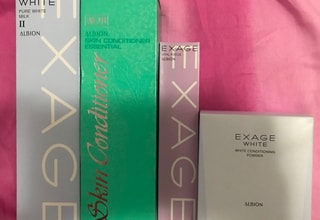 WHITE
PURE WHITE
MILK
II
ALBION
EXAGE
ALBION
SKIN CONDITIONER
ESSENTIAL
Skin Conditioner
EXAGE
ALBION
EXAGE
WHITE
WHITE CONDITIONING
POWDER
ALBION